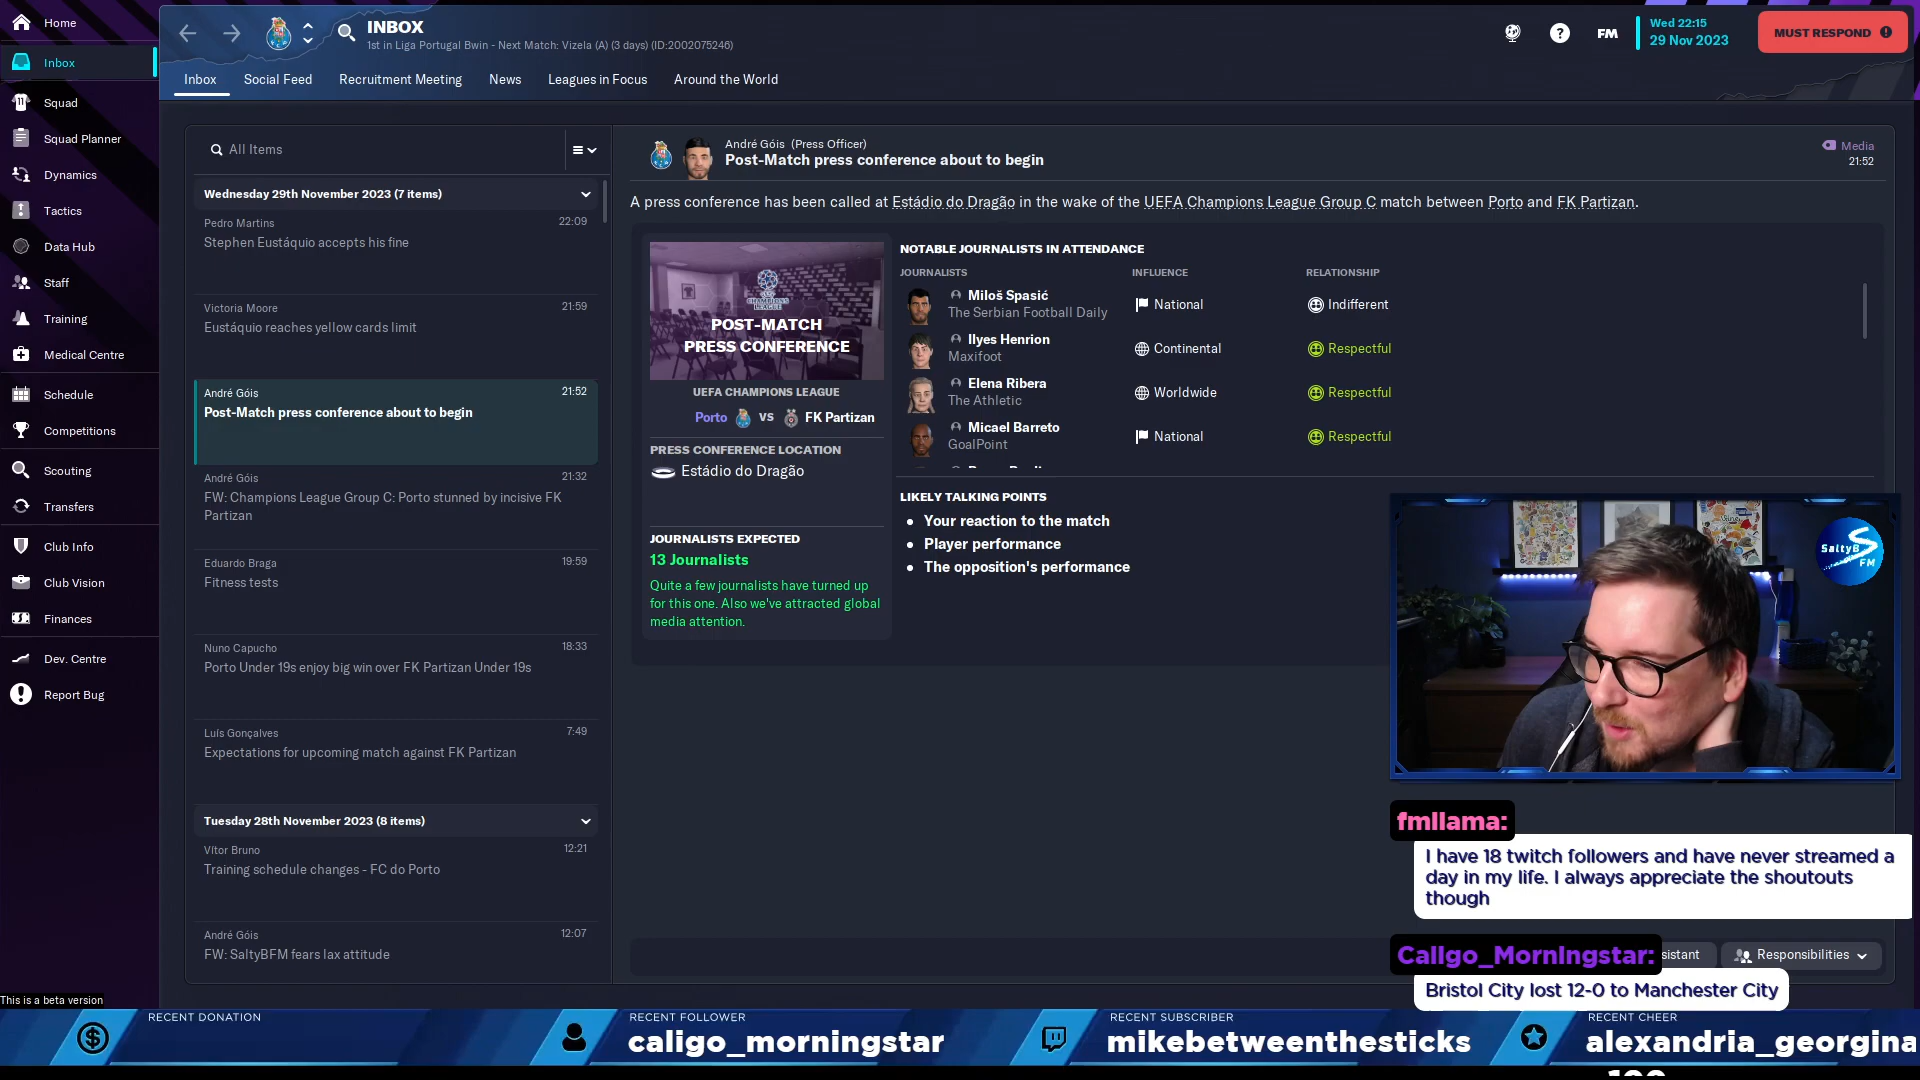 Home
Inbox
Squad
Squad Planner
Dynamics
Tactics
Data Hub
Staff
Training
Medical Centre
Schedule
Competitions
Scouting
Transfers
Club Info
Club Vision
Finances
Dev. Centre
Report Bug
This is a beta version
INBOX
1st in Liga Portugal Bwin - Next Match: Vizela (A) (3 days) (ID:2002075246)
FM
Wed 22:15
29 Nov 2023
MUST RESPOND
Inbox Social Feed Recruitment Meeting News Leagues in Focus Around the World
All Items
Wednesday 29th November 2023 (7 items)
Pedro Martins 22:09
Stephen Eustáquio accepts his fine
Victoria Moore 21:59
Eustáquio reaches yellow cards limit
André Góis 21:52
Post-Match press conference about to begin
André Góis 21:32
FW: Champions League Group C: Porto stunned by incisive FK
Partizan
Eduardo Braga 19:59
Fitness tests
Nuno Capucho 18:33
Porto Under 19s enjoy big win over FK Partizan Under 19s
Luís Gonçalves 7:49
Expectations for upcoming match against FK Partizan
Tuesday 28th November 2023 (8 items)
Vítor Bruno 12:21
Training schedule changes - FC do Porto
André Góis 12:07
FW: SaltyBFM fears lax attitude
André Góis (Press Officer)
Post-Match press conference about to begin
Media
21:52
A press conference has been called at Estádio do Dragão in the wake of the UEFA Champions League Group C match between Porto and FK Partizan.
POST-MATCH
PRESS CONFERENCE
UEFA CHAMPIONS LEAGUE
Porto VS FK Partizan
PRESS CONFERENCE LOCATION
Estádio do Dragão
JOURNALISTS EXPECTED
13 Journalists
Quite a few journalists have turned up
for this one. Also we've attracted global
media attention.
NOTABLE JOURNALISTS IN ATTENDANCE
JOURNALISTS INFLUENCE RELATIONSHIP
Miloš Spasić
The Serbian Football Daily
National Indifferent
Ilyes Henrion
Maxifoot
Continental Respectful
Elena Ribera
The Athletic
Worldwide Respectful
Micael Barreto
GoalPoint
National Respectful
LIKELY TALKING POINTS
Your reaction to the match
Player performance
The opposition's performance
SaltyB
FM
fmllama:
I have 18 twitch followers and have never streamed a
day in my life. I always appreciate the shoutouts
though
Caligo_Morningstar:
Bristol City lost 12-0 to Manchester City
sistant
Responsibilities
RECENT DONATION
RECENT FOLLOWER
caligo_morningstar
RECENT SUBSCRIBER
mikebetweenthesticks
RECENT CHEER
alexandria_georgina